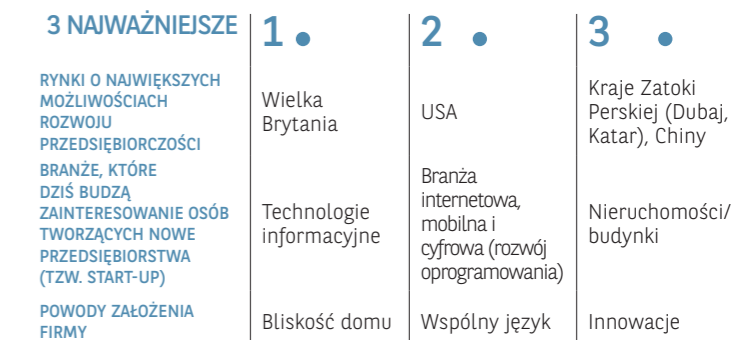 3 NAJWAŻNIEJSZE
1
2
3
RYNKI O NAJWIĘKSZYCH
MOŻLIWOŚCIACH
ROZWOJU
PRZEDSIĘBIORCZOŚCI
Wielka
Brytania
USA
Kraje Zatoki
Perskiej (Dubaj,
Katar), Chiny
BRANŻE, KTÓRE
DZIŚ BUDZĄ
ZAINTERESOWANIE OSÓB
TWORZĄCYCH NOWE
PRZEDSIĘBIORSTWA
(TZW. START-UP)
Technologie
informacyjne
Branża
internetowa,
mobilna i
cyfrowa (rozwój
oprogramowania)
Nieruchomości/
budynki
POWODY ZAŁOŻENIA
FIRMY
Bliskość domu
Wspólny język
Innowacje